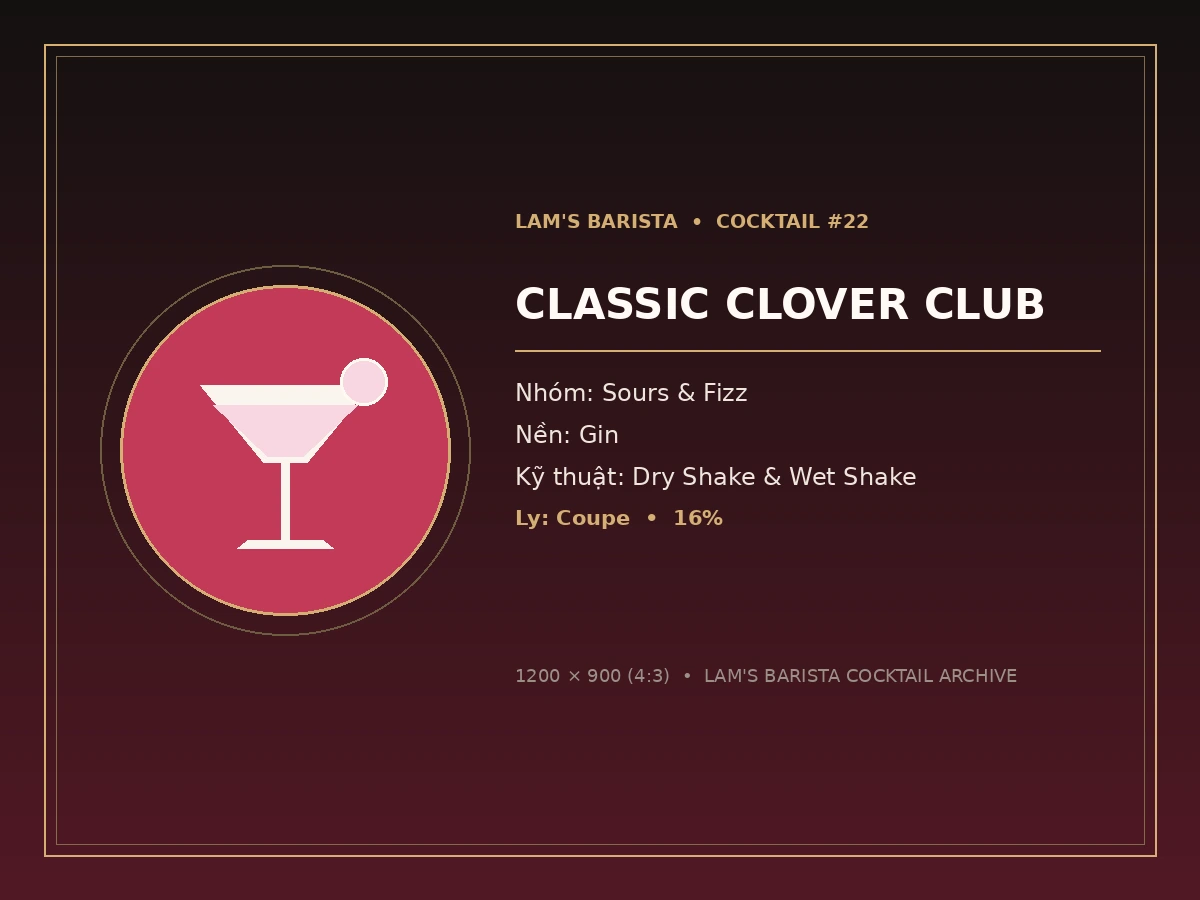 LAM'S BARISTA • COCKTAIL #22
CLASSIC CLOVER CLUB
Nhóm: Sours & Fizz
Nền: Gin
Kỹ thuật: Dry Shake & Wet Shake
Ly: Coupe • 16%
1200 × 900 (4:3) • LAM'S BARISTA COCKTAIL ARCHIVE